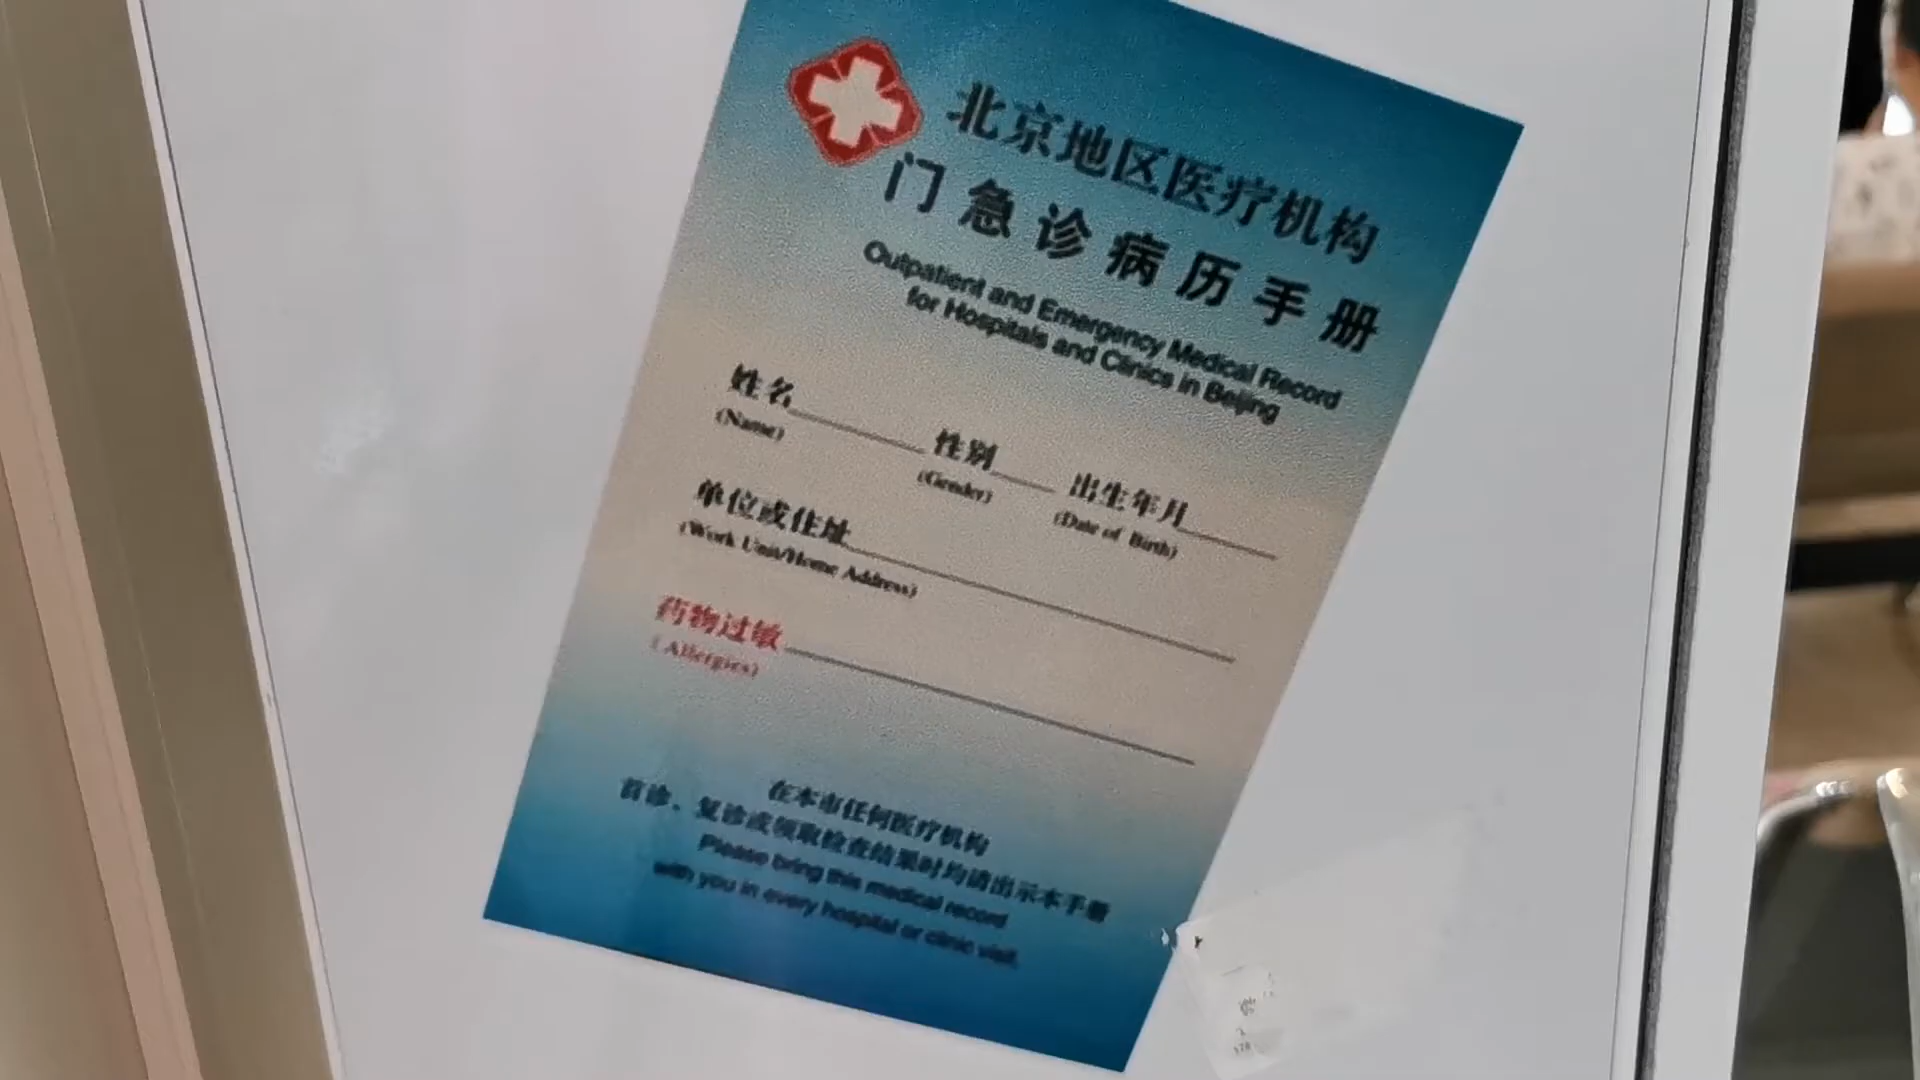 北京地区医疗机构
门急诊病历手册
Outpatient and Emergency Medical Record
for Hospitals and Clinics in Beijing
姓名 性别 出生年月
(Name) (Gender) (Date of Birth)
单位或住址
(Work Unit/Home Address)
药物过敏
(Allergies)
在本市任何医疗机构
首诊、复诊或领取检查结果时均请出示本手册
Please bring this medical record
with you in every hospital or clinic visit.